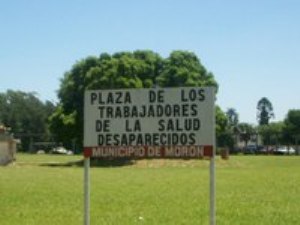 PLAZA DE LOS
TRABAJADORES
DE LA SALUD
DESAPARECIDOS
MUNICIPIO DE MORON